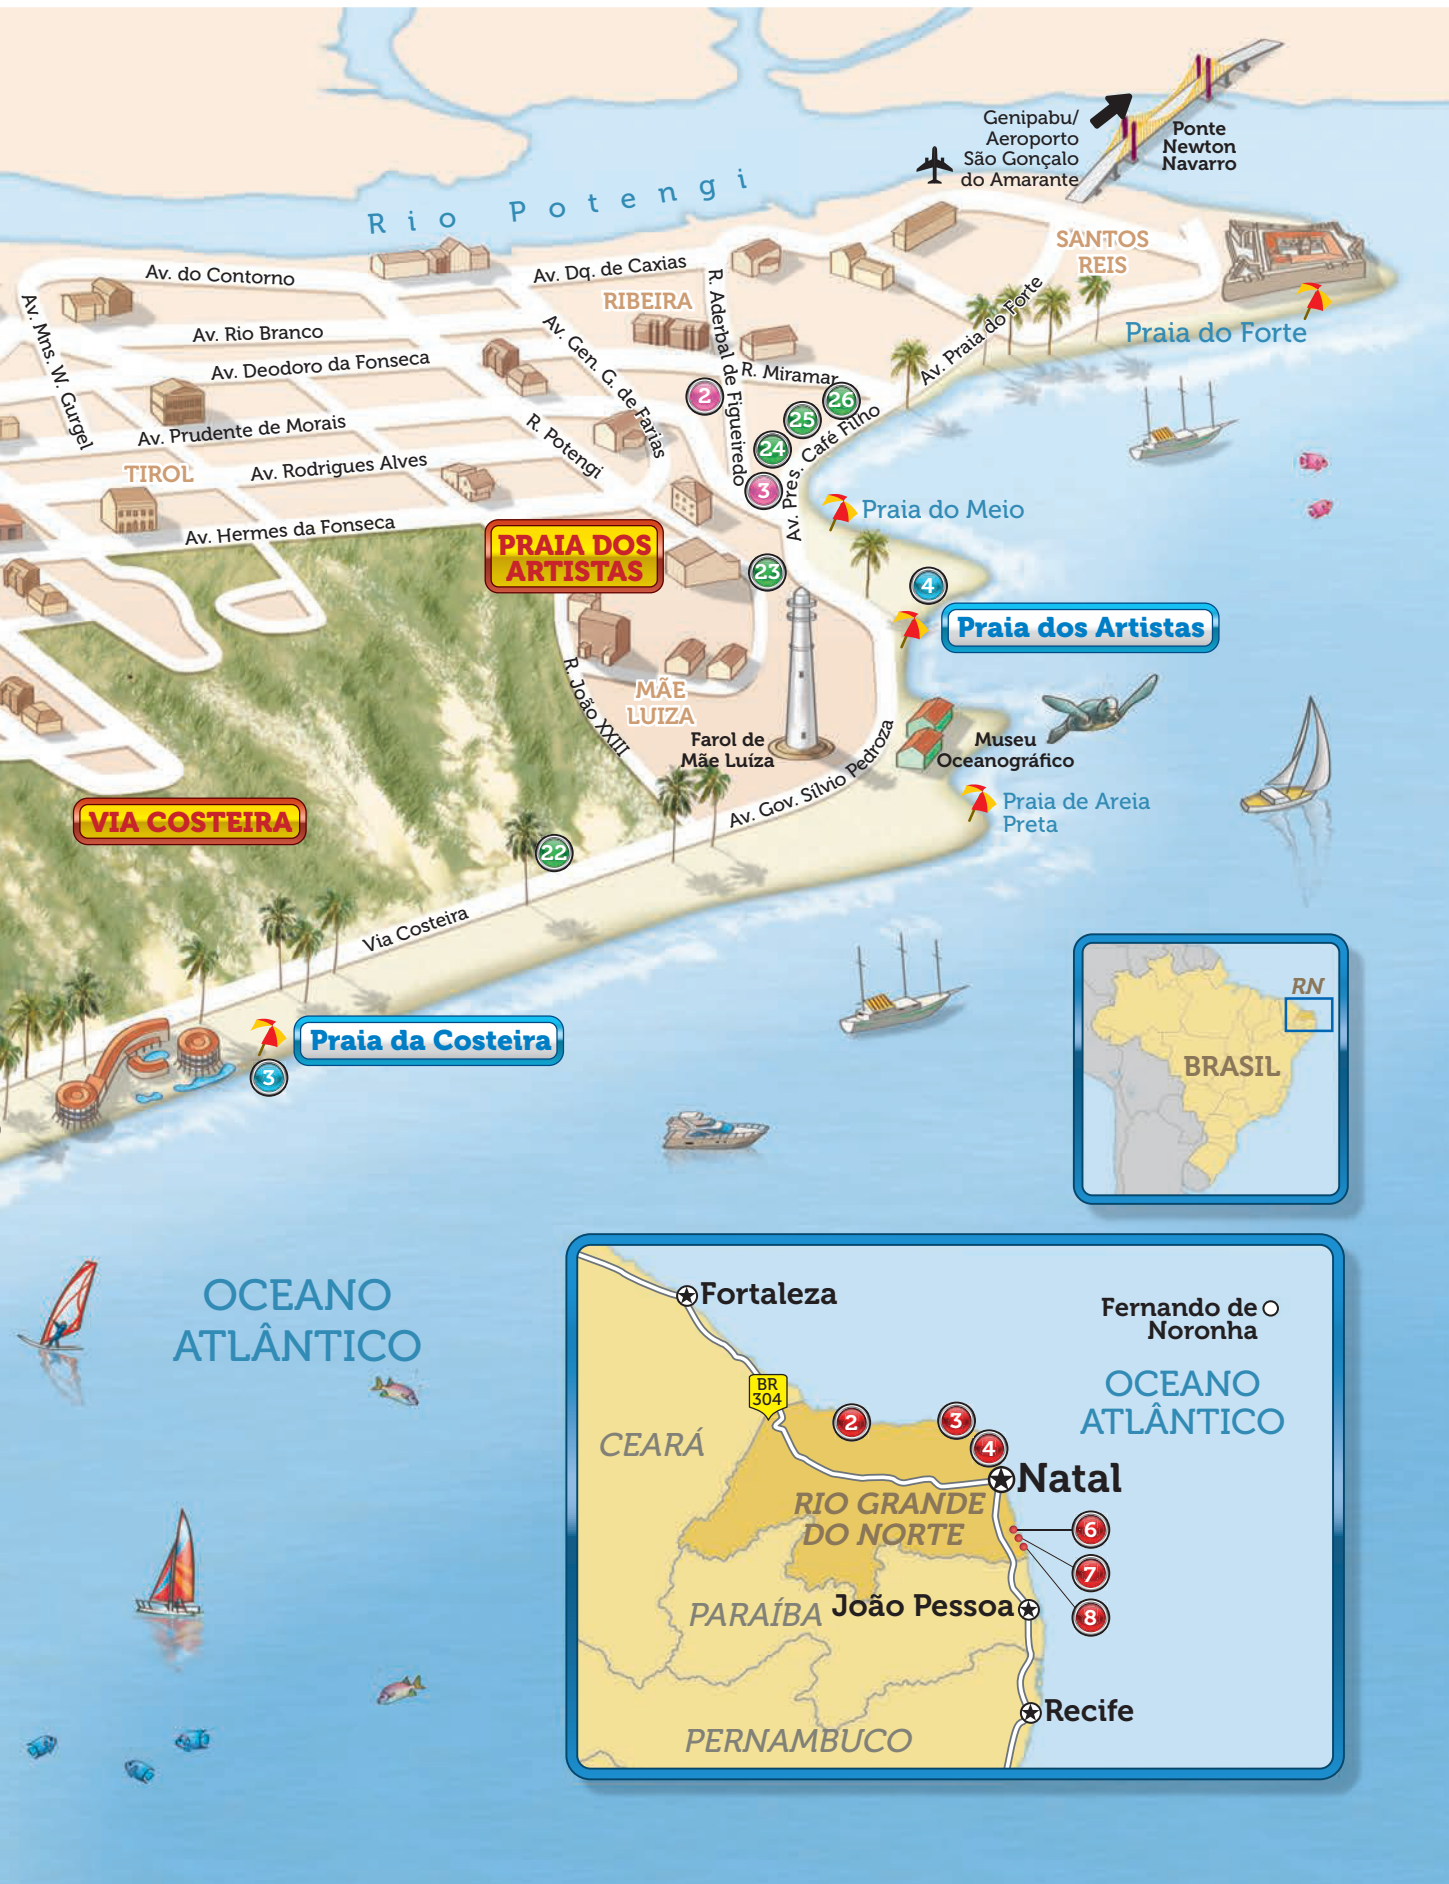 Genipabu/
Aeroporto
São Gonçalo
do Amarante
Ponte
Newton
Navarro
Rio Potengi
SANTOS
REIS
Av. do Contorno
Av. Dq. de Caxias
RIBEIRA
R. Aderbal de Figueiredo
Av. Mns. W. Gurgel
Av. Rio Branco
Av. Gen. G. de Farias
Av. Praia do Forte
Praia do Forte
Av. Deodoro da Fonseca
R. Miramar
2
26
25
Av. Prudente de Morais
R. Potengi
24
Av. Pres. Café Filho
TIROL
Av. Rodrigues Alves
3
Praia do Meio
Av. Hermes da Fonseca
PRAIA DOS
ARTISTAS
23
4
Praia dos Artistas
R. João XXIII
MÃE
LUIZA
Farol de
Mãe Luíza
Museu
Oceanográfico
Av. Gov. Sílvio Pedroza
Praia de Areia
Preta
VIA COSTEIRA
22
Via Costeira
Praia da Costeira
3
RN
BRASIL
OCEANO
ATLÂNTICO
Fortaleza
Fernando de
Noronha
BR
304
OCEANO
ATLÂNTICO
2
3
4
CEARÁ
Natal
RIO GRANDE
DO NORTE
6
7
8
PARAÍBA
João Pessoa
Recife
PERNAMBUCO